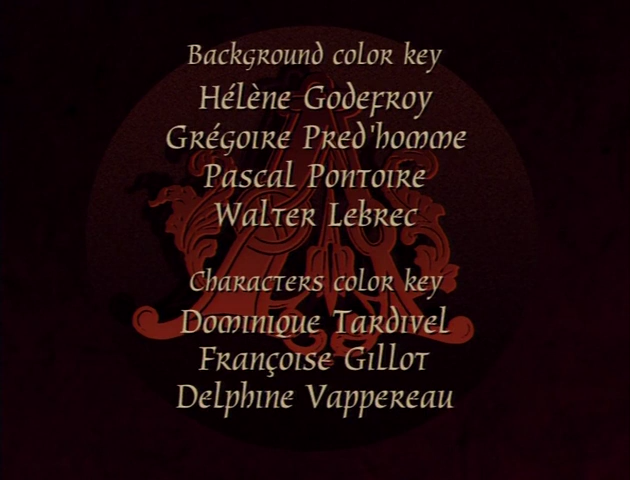 Background color key
Hélène Godefroy
Grégoire Pred'homme
Pascal Pontoire
Walter Lebrec
Characters color key
Dominique Tardivel
Françoise Gillot
Delphine Vappereau